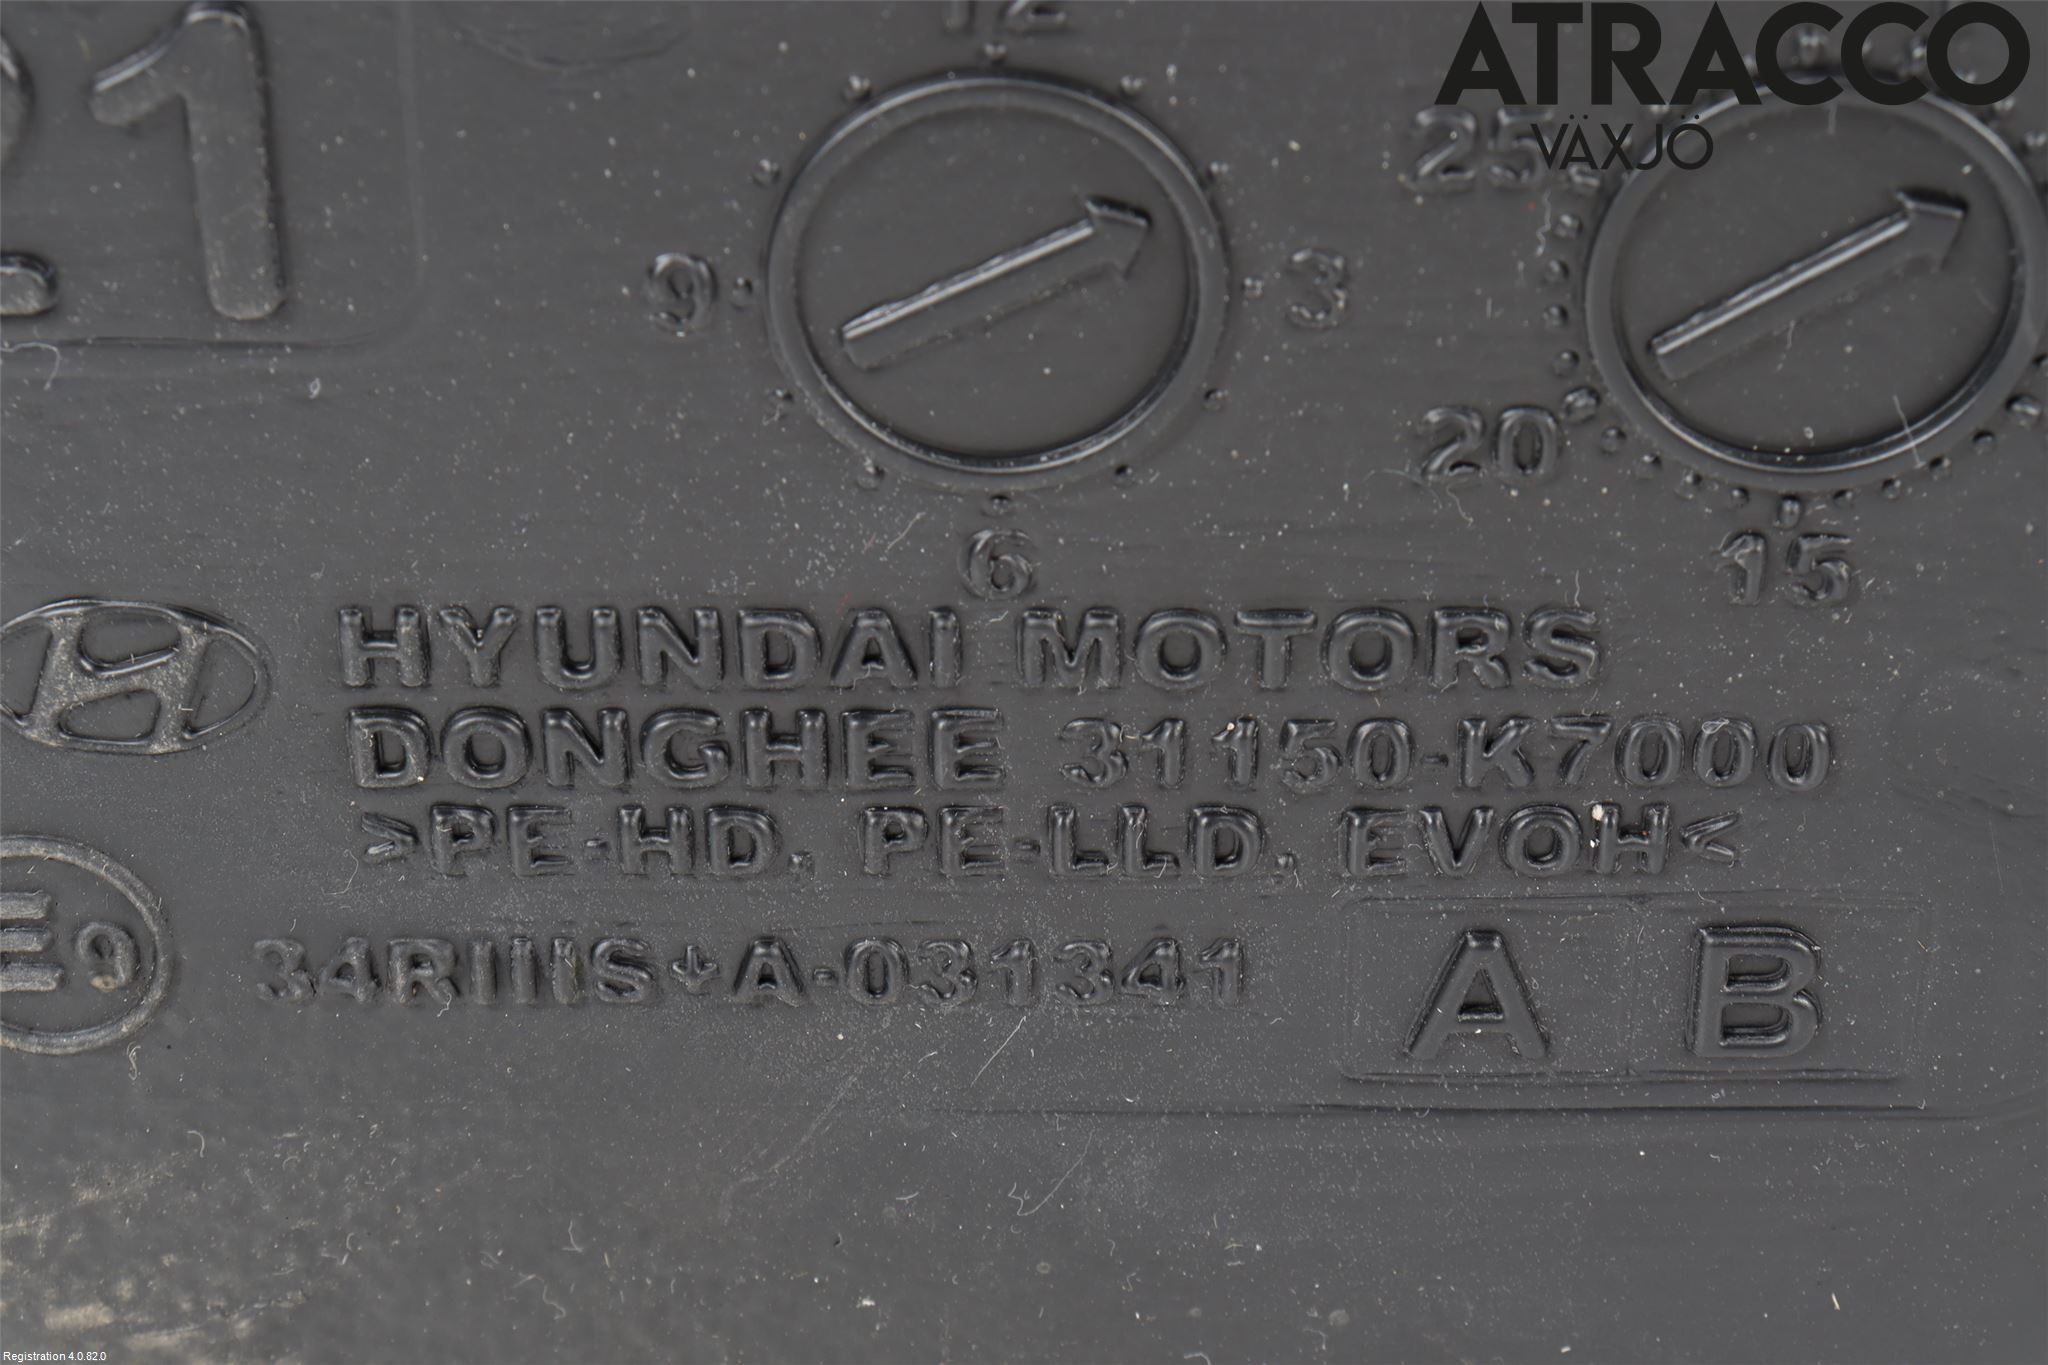 ATRACCO
VÄXJÖ
21
12
9
3
6
25
20
15
HYUNDAI MOTORS
DONGHEE 31150-K7000
>PE-HD, PE-LLD, EVOH<
E9
34RIIIS+A-031341
A B
Registration 4.0.82.0